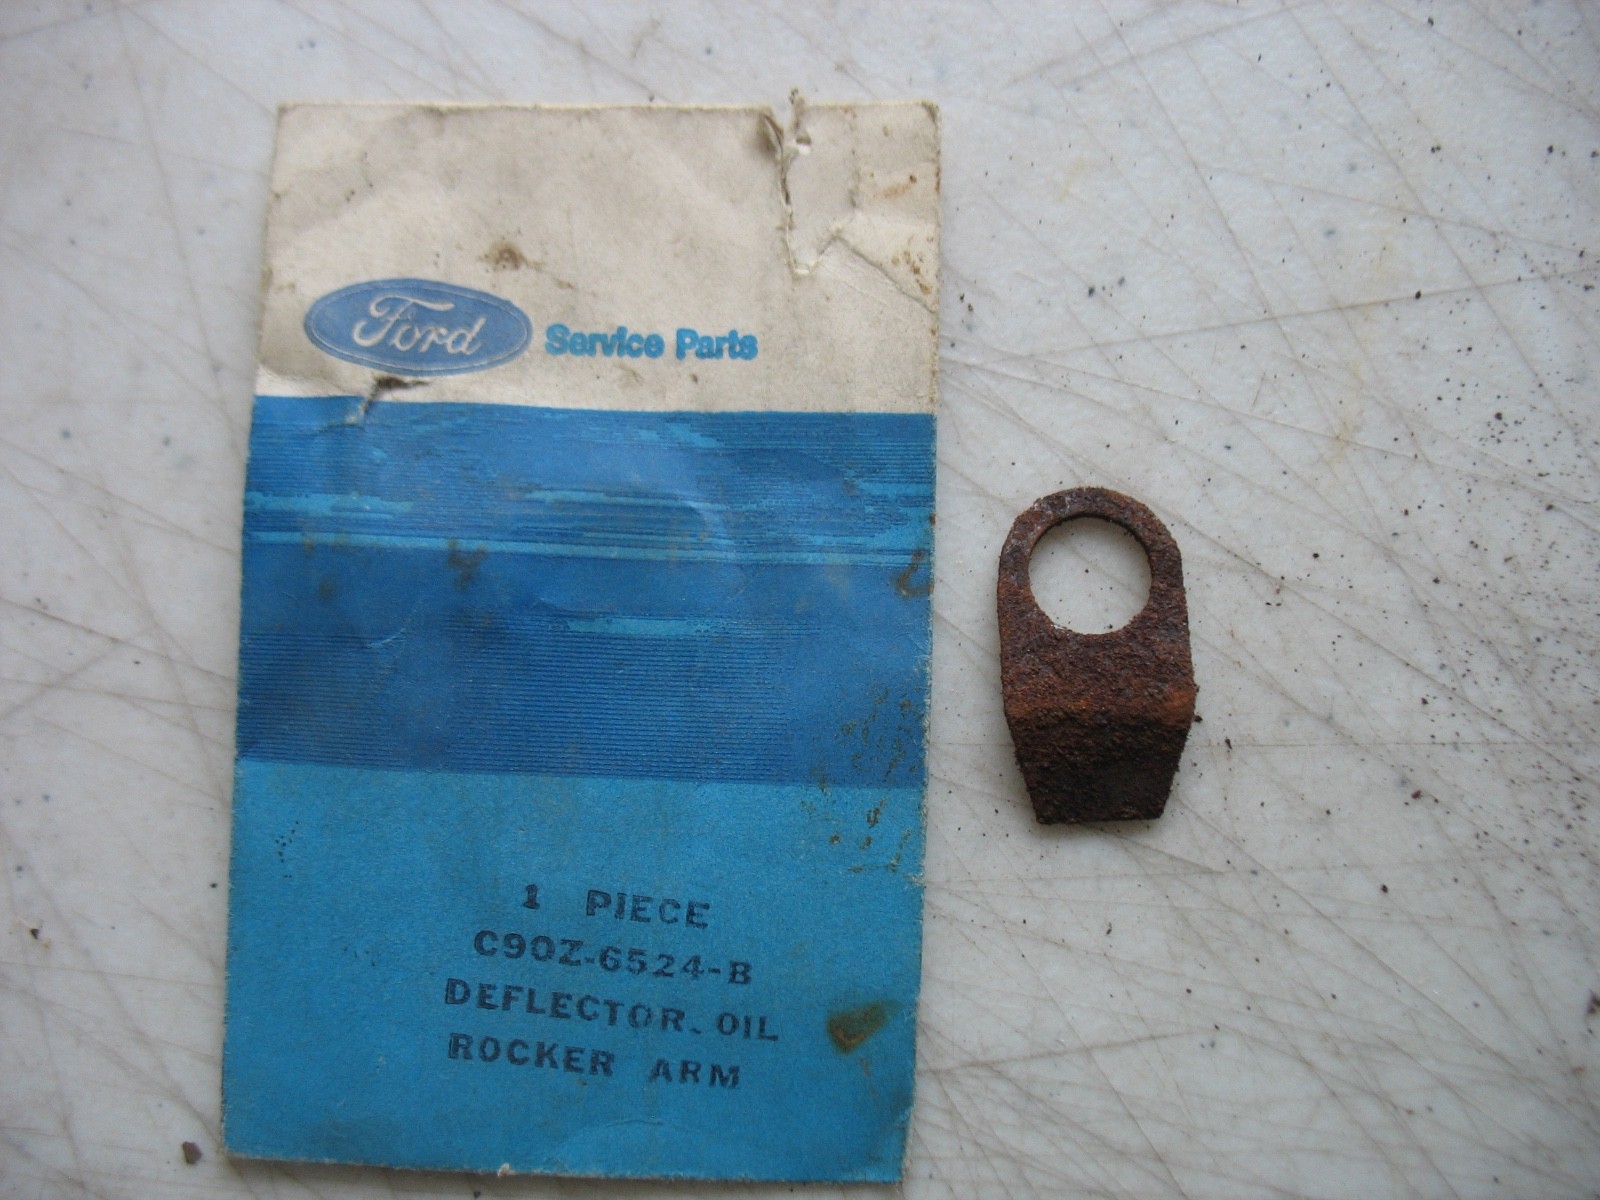 Ford Service Parts
1 PIECE
C9OZ-6524-B
DEFLECTOR. OIL
ROCKER ARM